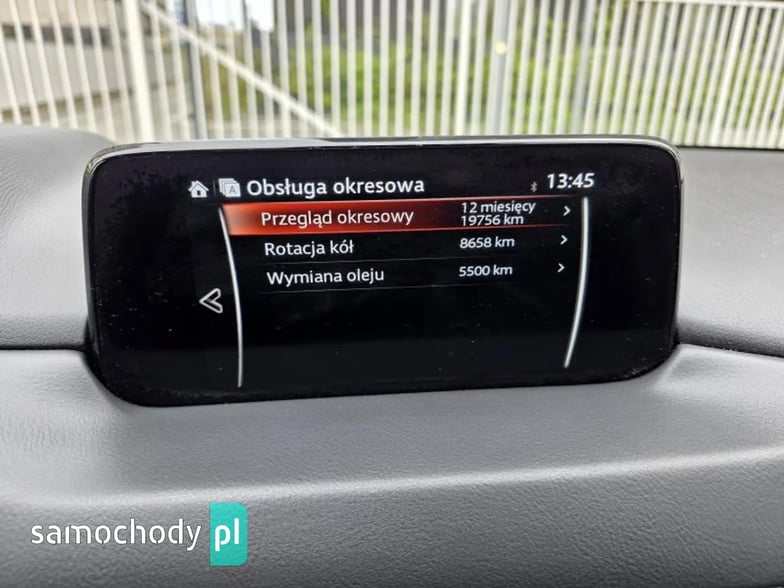 A Obsługa okresowa 13:45
Przegląd okresowy 12 miesięcy
19756 km
Rotacja kół 8658 km
Wymiana oleju 5500 km
samochody pl